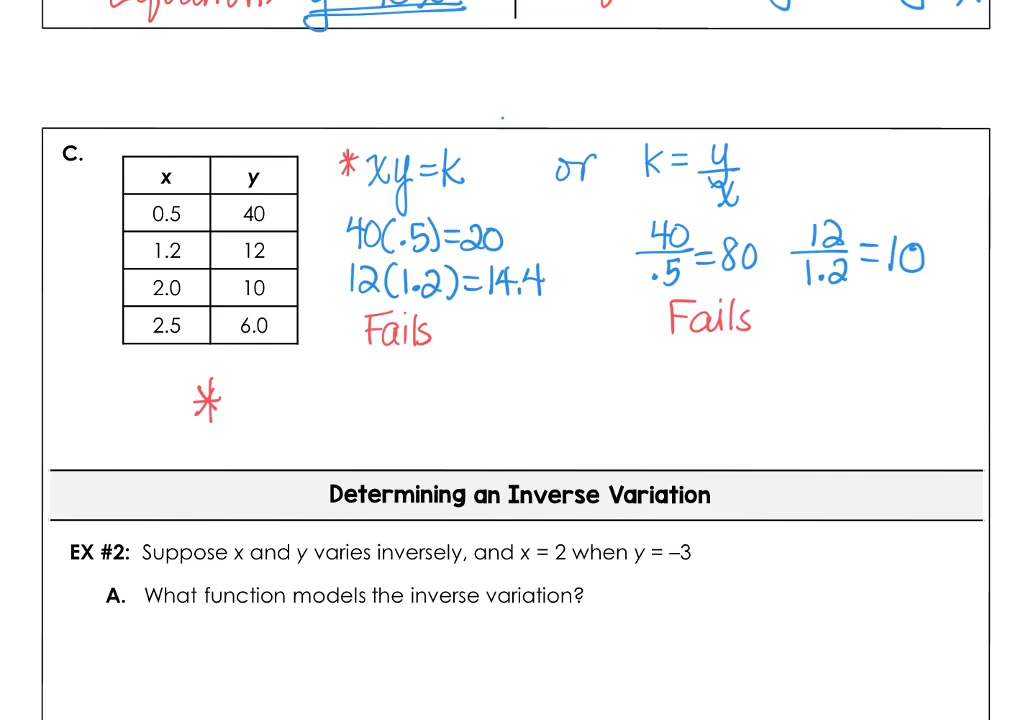 C.
x y
0.5 40
1.2 12
2.0 10
2.5 6.0
* xy = k or k = y/x
40(.5) = 20
12(1.2) = 14.4
Fails
40/.5 = 80 12/1.2 = 10
Fails
*
Determining an Inverse Variation
EX #2: Suppose x and y varies inversely, and x = 2 when y = –3
A. What function models the inverse variation?